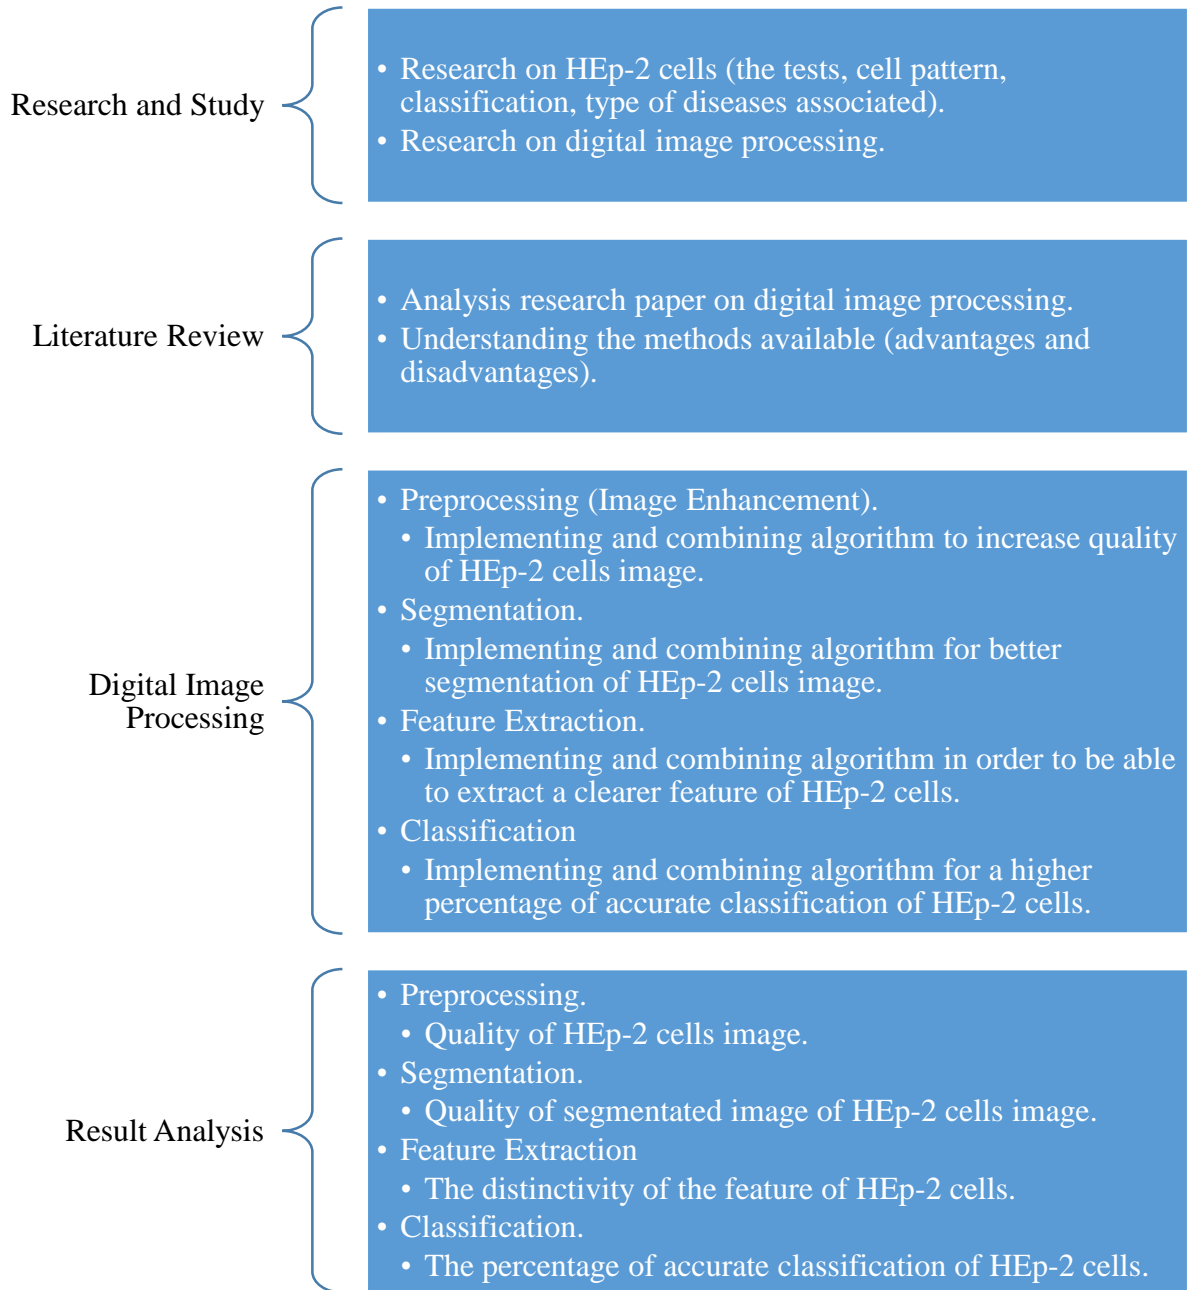 Research and Study
• Research on HEp-2 cells (the tests, cell pattern,
classification, type of diseases associated).
• Research on digital image processing.
Literature Review
• Analysis research paper on digital image processing.
• Understanding the methods available (advantages and
disadvantages).
Digital Image
Processing
• Preprocessing (Image Enhancement).
• Implementing and combining algorithm to increase quality
of HEp-2 cells image.
• Segmentation.
• Implementing and combining algorithm for better
segmentation of HEp-2 cells image.
• Feature Extraction.
• Implementing and combining algorithm in order to be able
to extract a clearer feature of HEp-2 cells.
• Classification
• Implementing and combining algorithm for a higher
percentage of accurate classification of HEp-2 cells.
Result Analysis
• Preprocessing.
• Quality of HEp-2 cells image.
• Segmentation.
• Quality of segmentated image of HEp-2 cells image.
• Feature Extraction
• The distinctivity of the feature of HEp-2 cells.
• Classification.
• The percentage of accurate classification of HEp-2 cells.